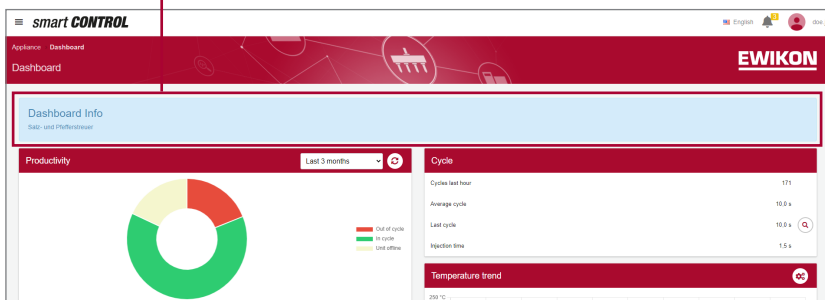 smart CONTROL
English
3
doe,
Appliance Dashboard
Dashboard
EWIKON
Dashboard Info
Salz- und Pfefferstreuer
Productivity
Last 3 months
Out of cycle
In cycle
Unit offline
Cycle
Cycles last hour 171
Average cycle 10,0 s
Last cycle 10,0 s
Injection time 1,5 s
Temperature trend
259 °C